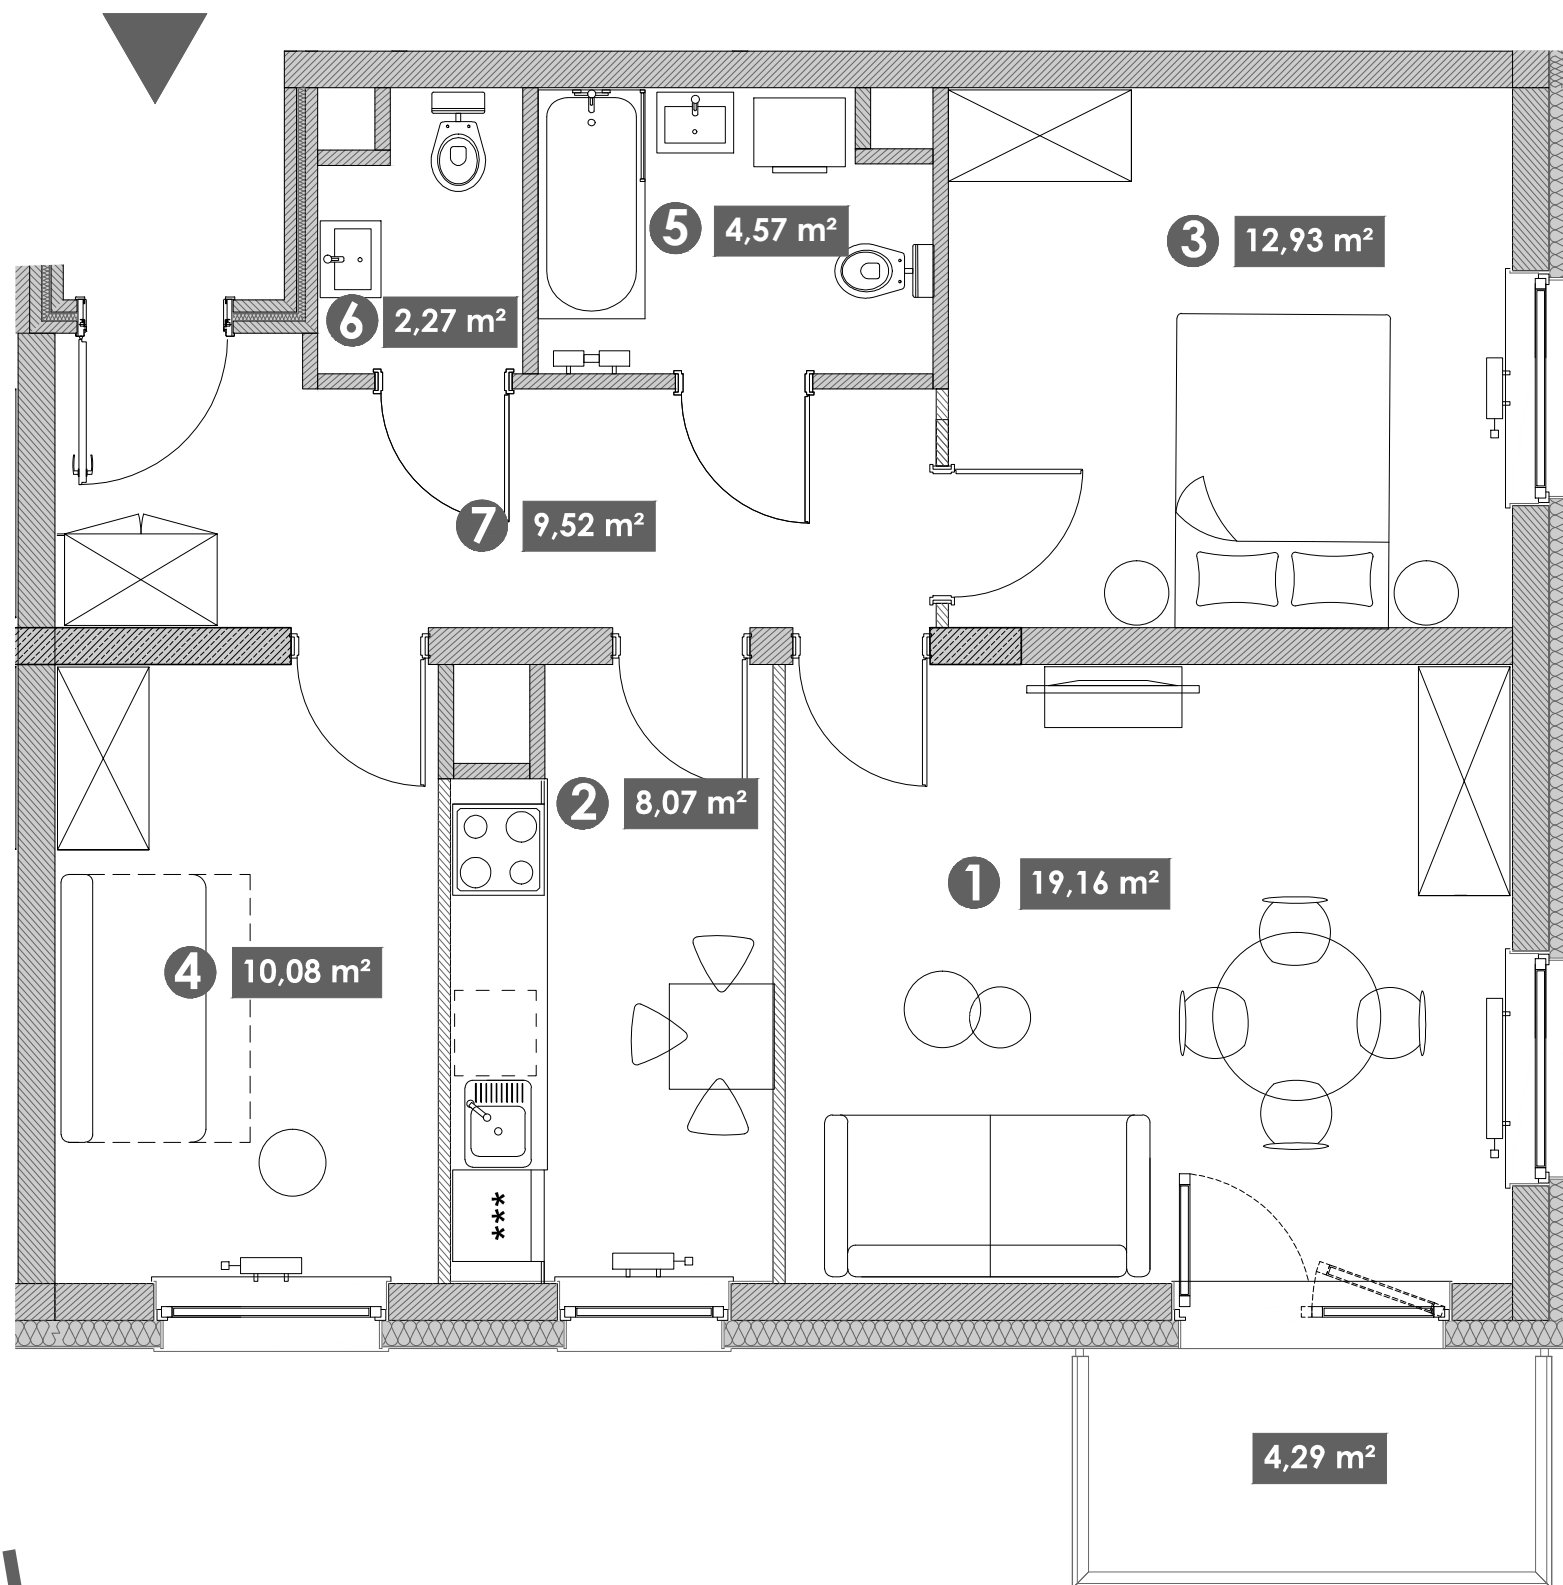 5 4,57 m²
3 12,93 m²
6 2,27 m²
7 9,52 m²
2 8,07 m²
1 19,16 m²
4 10,08 m²
***
4,29 m²